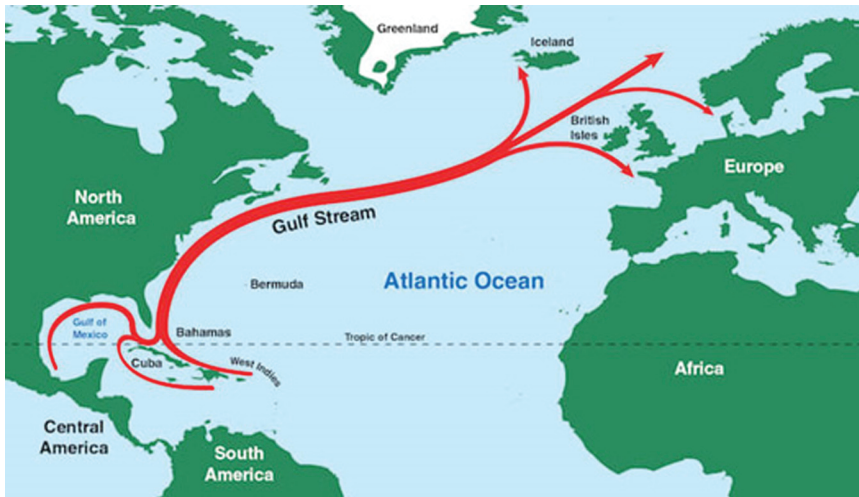 Greenland
Iceland
British
Isles
Europe
North
America
Gulf Stream
Bermuda
Atlantic Ocean
Gulf of
Mexico
Bahamas
Tropic of Cancer
Cuba
West Indies
Africa
Central
America
South
America